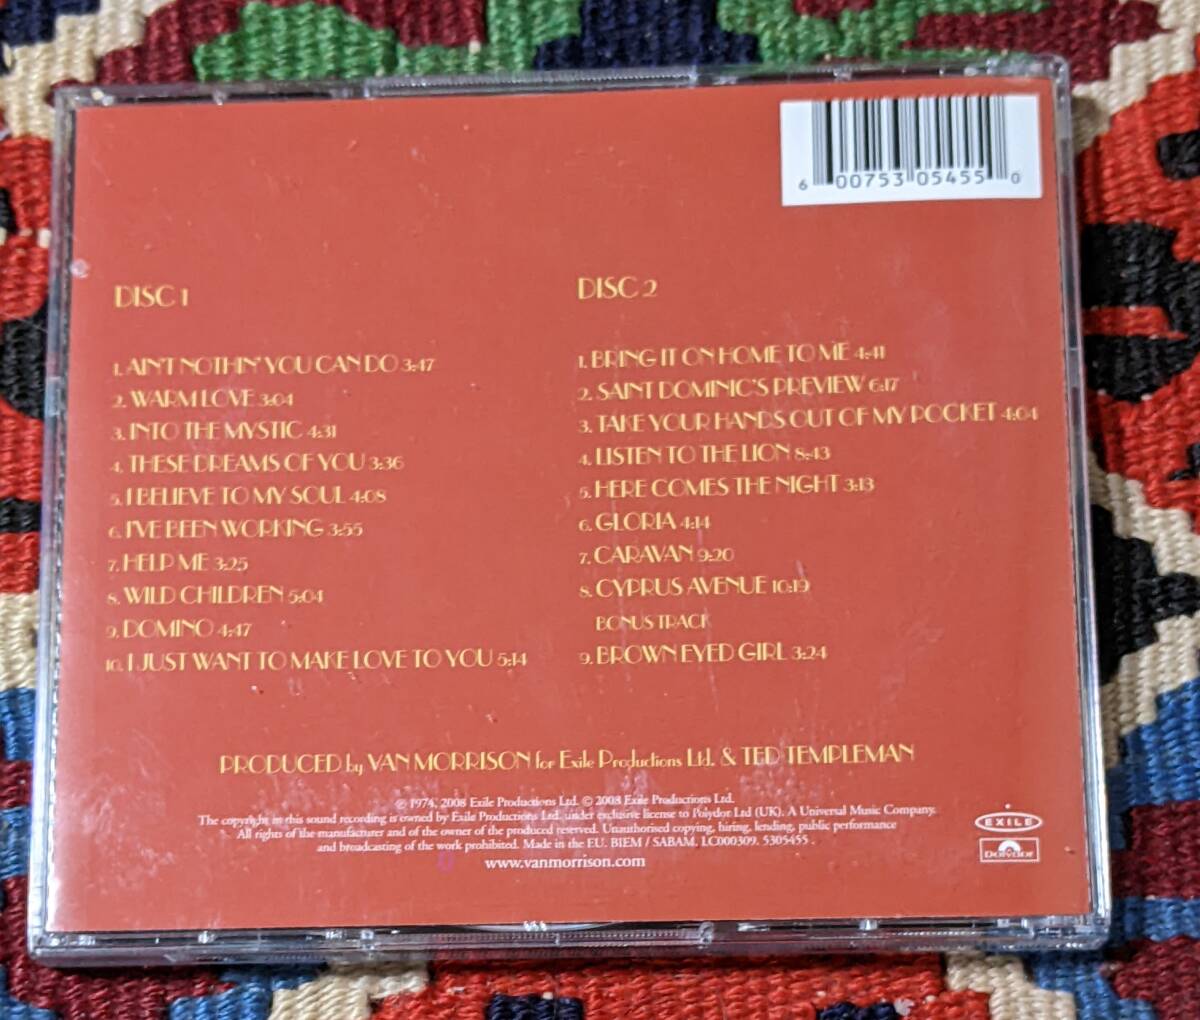 6 00753 05455 0
DISC 1
1. AIN'T NOTHIN' YOU CAN DO 3:47
2. WARM LOVE 3:04
3. INTO THE MYSTIC 4:31
4. THESE DREAMS OF YOU 3:36
5. I BELIEVE TO MY SOUL 4:08
6. I'VE BEEN WORKING 3:55
7. HELP ME 3:25
8. WILD CHILDREN 5:04
9. DOMINO 4:47
10. I JUST WANT TO MAKE LOVE TO YOU 5:14
DISC 2
1. BRING IT ON HOME TO ME 4:41
2. SAINT DOMINIC'S PREVIEW 6:17
3. TAKE YOUR HANDS OUT OF MY POCKET 4:04
4. LISTEN TO THE LION 8:43
5. HERE COMES THE NIGHT 3:13
6. GLORIA 4:14
7. CARAVAN 9:20
8. CYPRUS AVENUE 10:19
BONUS TRACK
9. BROWN EYED GIRL 3:24
PRODUCED by VAN MORRISON for Exile Productions Ltd. & TED TEMPLEMAN
℗ 1974, 2008 Exile Productions Ltd. © 2008 Exile Productions Ltd.
The copyright in this sound recording is owned by Exile Productions Ltd. under exclusive license to Polydor Ltd (UK). A Universal Music Company.
All rights of the manufacturer and of the owner of the produced reserved. Unauthorised copying, hiring, lending, public performance
and broadcasting of the work prohibited. Made in the EU. BIEM / SABAM. LC000309. 5305455 .
www.vanmorrison.com
EXILE
Polydor